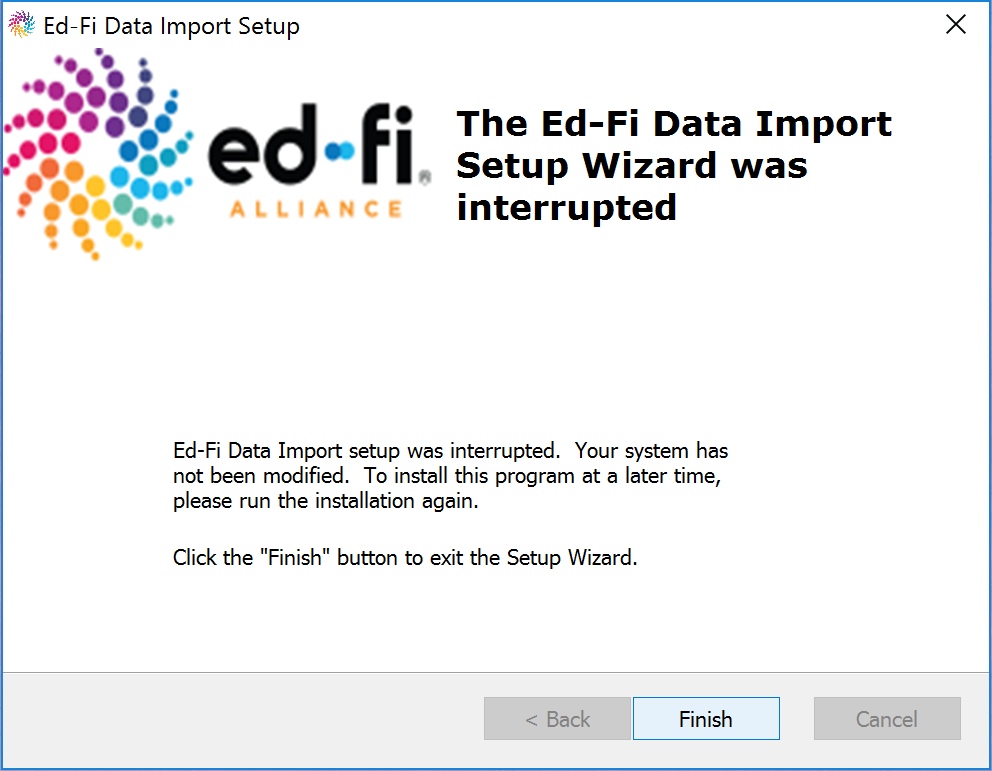 Ed-Fi Data Import Setup
ed-fi®
ALLIANCE
The Ed-Fi Data Import
Setup Wizard was
interrupted
Ed-Fi Data Import setup was interrupted.  Your system has
not been modified.  To install this program at a later time,
please run the installation again.
Click the "Finish" button to exit the Setup Wizard.
< Back
Finish
Cancel